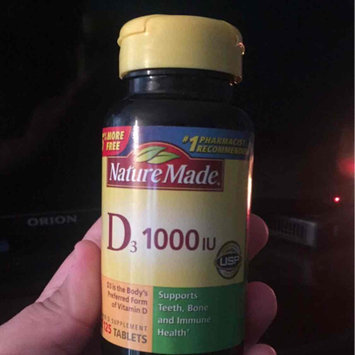 MORE
FREE
#1 PHARMACIST
RECOMMENDED
Nature Made
D3 1000 IU
USP
D3 is the Body's
Preferred Form
of Vitamin D
SUPPLEMENT
125 TABLETS
Supports
Teeth, Bone
and Immune
Health†
ORION